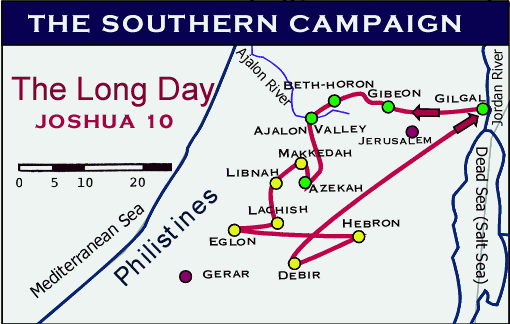 THE SOUTHERN CAMPAIGN
The Long Day
JOSHUA 10
0 5 10 20
Mediterranean Sea
Philistines
Ajalon River
BETH-HORON
GIBEON
GILGAL
Jordan River
AJALON VALLEY
JERUSALEM
MAKKEDAH
LIBNAH
AZEKAH
LACHISH
HEBRON
EGLON
GERAR
DEBIR
Dead Sea (Salt Sea)